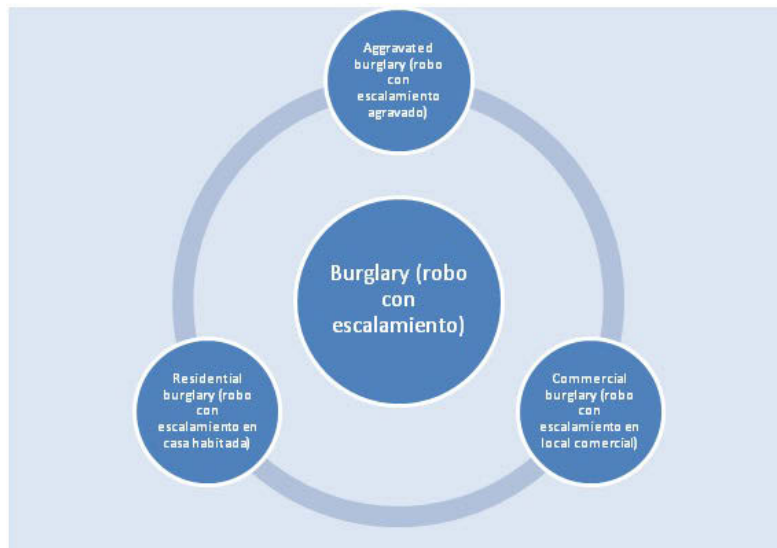 Aggravated
burglary (robo
con
escalamiento
agravado)
Burglary (robo
con
escalamiento)
Residential
burglary (robo
con
escalamiento en
casa habitada)
Commercial
burglary (robo
con
escalamiento en
local comercial)